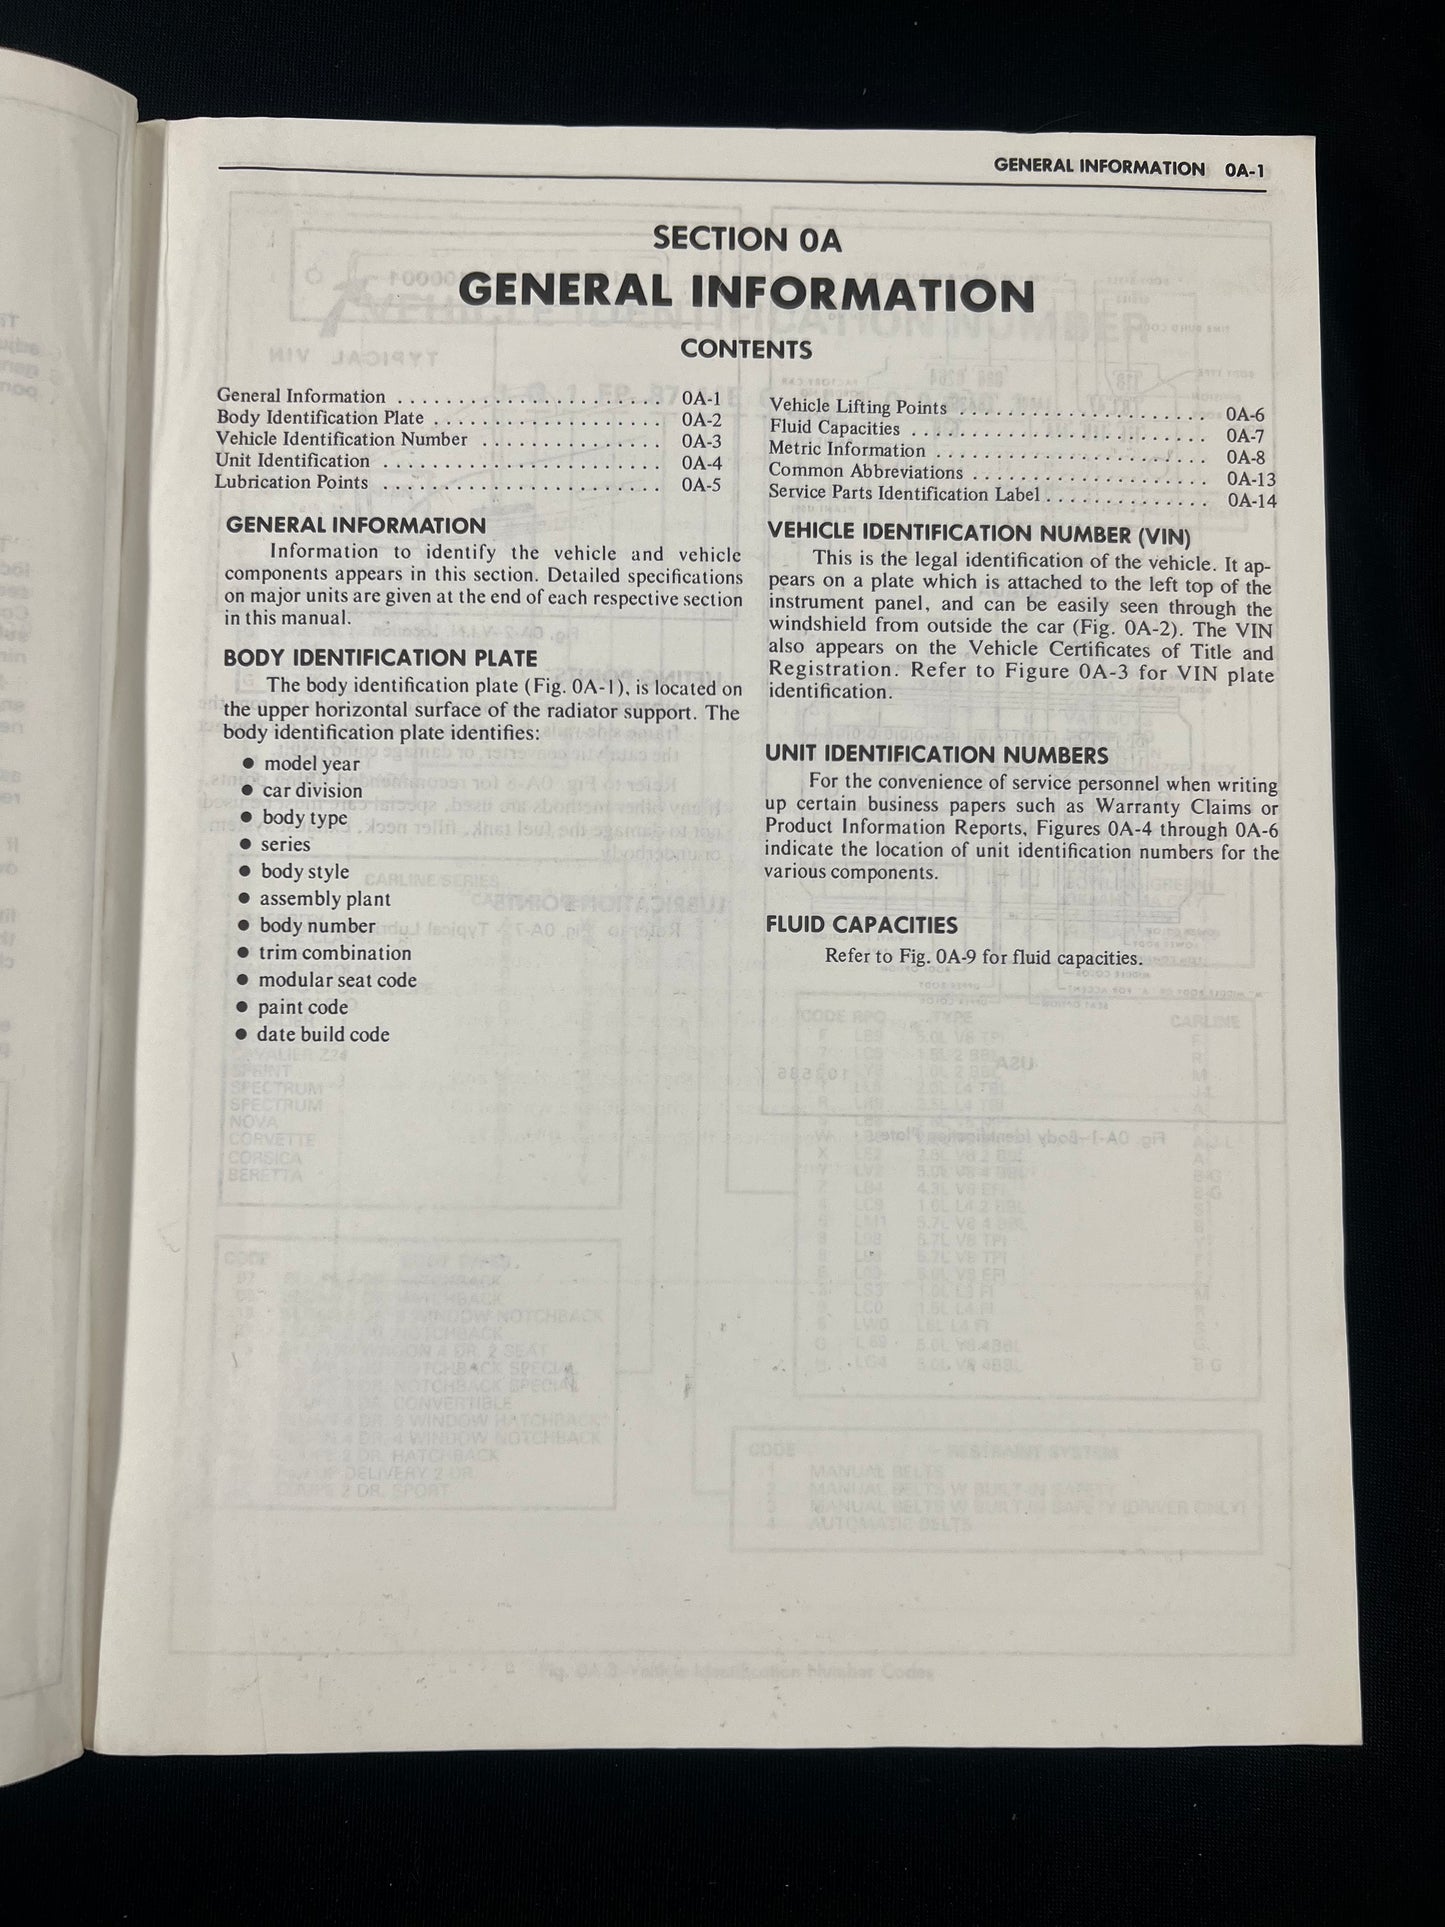 GENERAL INFORMATION 0A-1
SECTION 0A
GENERAL INFORMATION
CONTENTS
General Information . . . . . . . . . . . . . . . . . . . . . . 0A-1
Body Identification Plate . . . . . . . . . . . . . . . . . . . 0A-2
Vehicle Identification Number . . . . . . . . . . . . . . . 0A-3
Unit Identification . . . . . . . . . . . . . . . . . . . . . . . 0A-4
Lubrication Points . . . . . . . . . . . . . . . . . . . . . . . 0A-5
GENERAL INFORMATION
Information to identify the vehicle and vehicle
components appears in this section. Detailed specifications
on major units are given at the end of each respective section
in this manual.
BODY IDENTIFICATION PLATE
The body identification plate (Fig. 0A-1), is located on
the upper horizontal surface of the radiator support. The
body identification plate identifies:
● model year
● car division
● body type
● series
● body style
● assembly plant
● body number
● trim combination
● modular seat code
● paint code
● date build code
Vehicle Lifting Points . . . . . . . . . . . . . . . . . . . . . 0A-6
Fluid Capacities . . . . . . . . . . . . . . . . . . . . . . . . . 0A-7
Metric Information . . . . . . . . . . . . . . . . . . . . . . . 0A-8
Common Abbreviations . . . . . . . . . . . . . . . . . . . . 0A-13
Service Parts Identification Label . . . . . . . . . . . . . . 0A-14
VEHICLE IDENTIFICATION NUMBER (VIN)
This is the legal identification of the vehicle. It ap-
pears on a plate which is attached to the left top of the
instrument panel, and can be easily seen through the
windshield from outside the car (Fig. 0A-2). The VIN
also appears on the Vehicle Certificates of Title and
Registration. Refer to Figure 0A-3 for VIN plate
identification.
UNIT IDENTIFICATION NUMBERS
For the convenience of service personnel when writing
up certain business papers such as Warranty Claims or
Product Information Reports, Figures 0A-4 through 0A-6
indicate the location of unit identification numbers for the
various components.
FLUID CAPACITIES
Refer to Fig. 0A-9 for fluid capacities.